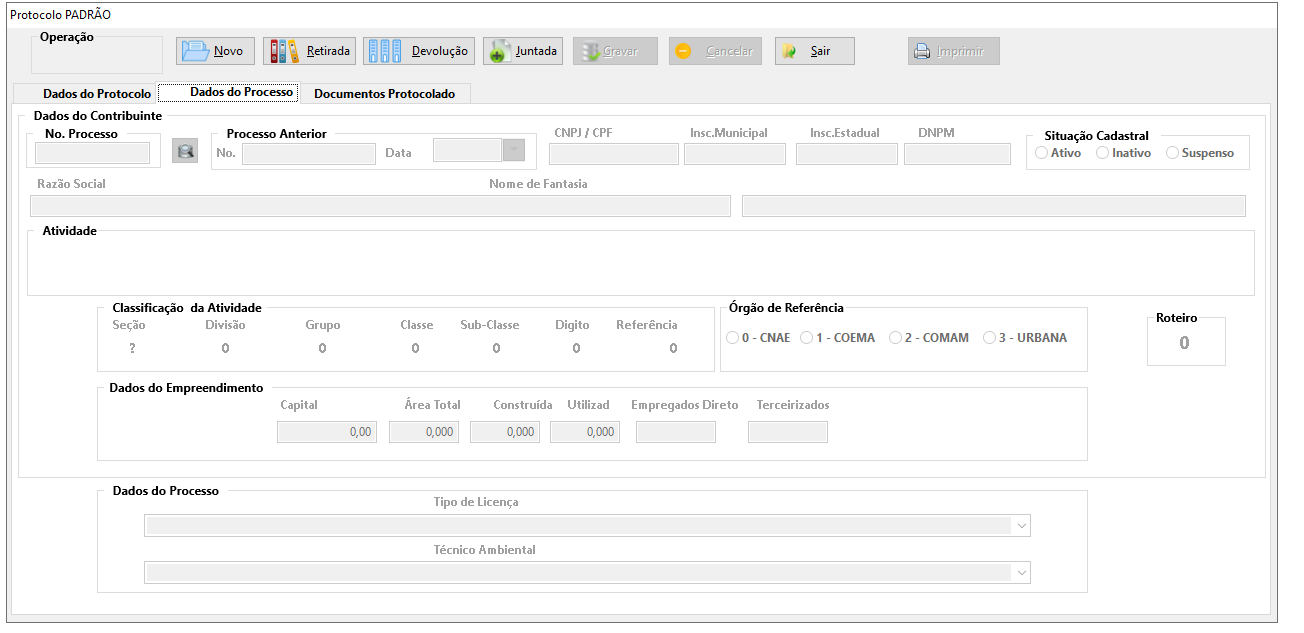 Protocolo PADRÃO
Operação
Novo Retirada Devolução Juntada Gravar Cancelar Sair Imprimir
Dados do Protocolo Dados do Processo Documentos Protocolado
Dados do Contribuinte
No. Processo Processo Anterior CNPJ / CPF Insc.Municipal Insc.Estadual DNPM Situação Cadastral
No. Data Ativo Inativo Suspenso
Razão Social Nome de Fantasia
Atividade
Classificação da Atividade Órgão de Referência
Seção Divisão Grupo Classe Sub-Classe Digito Referência Roteiro
? 0 0 0 0 0 0 0 - CNAE 1 - COEMA 2 - COMAM 3 - URBANA 0
Dados do Empreendimento
Capital Área Total Construída Utilizad Empregados Direto Terceirizados
0,00 0,000 0,000 0,000
Dados do Processo
Tipo de Licença
Técnico Ambiental